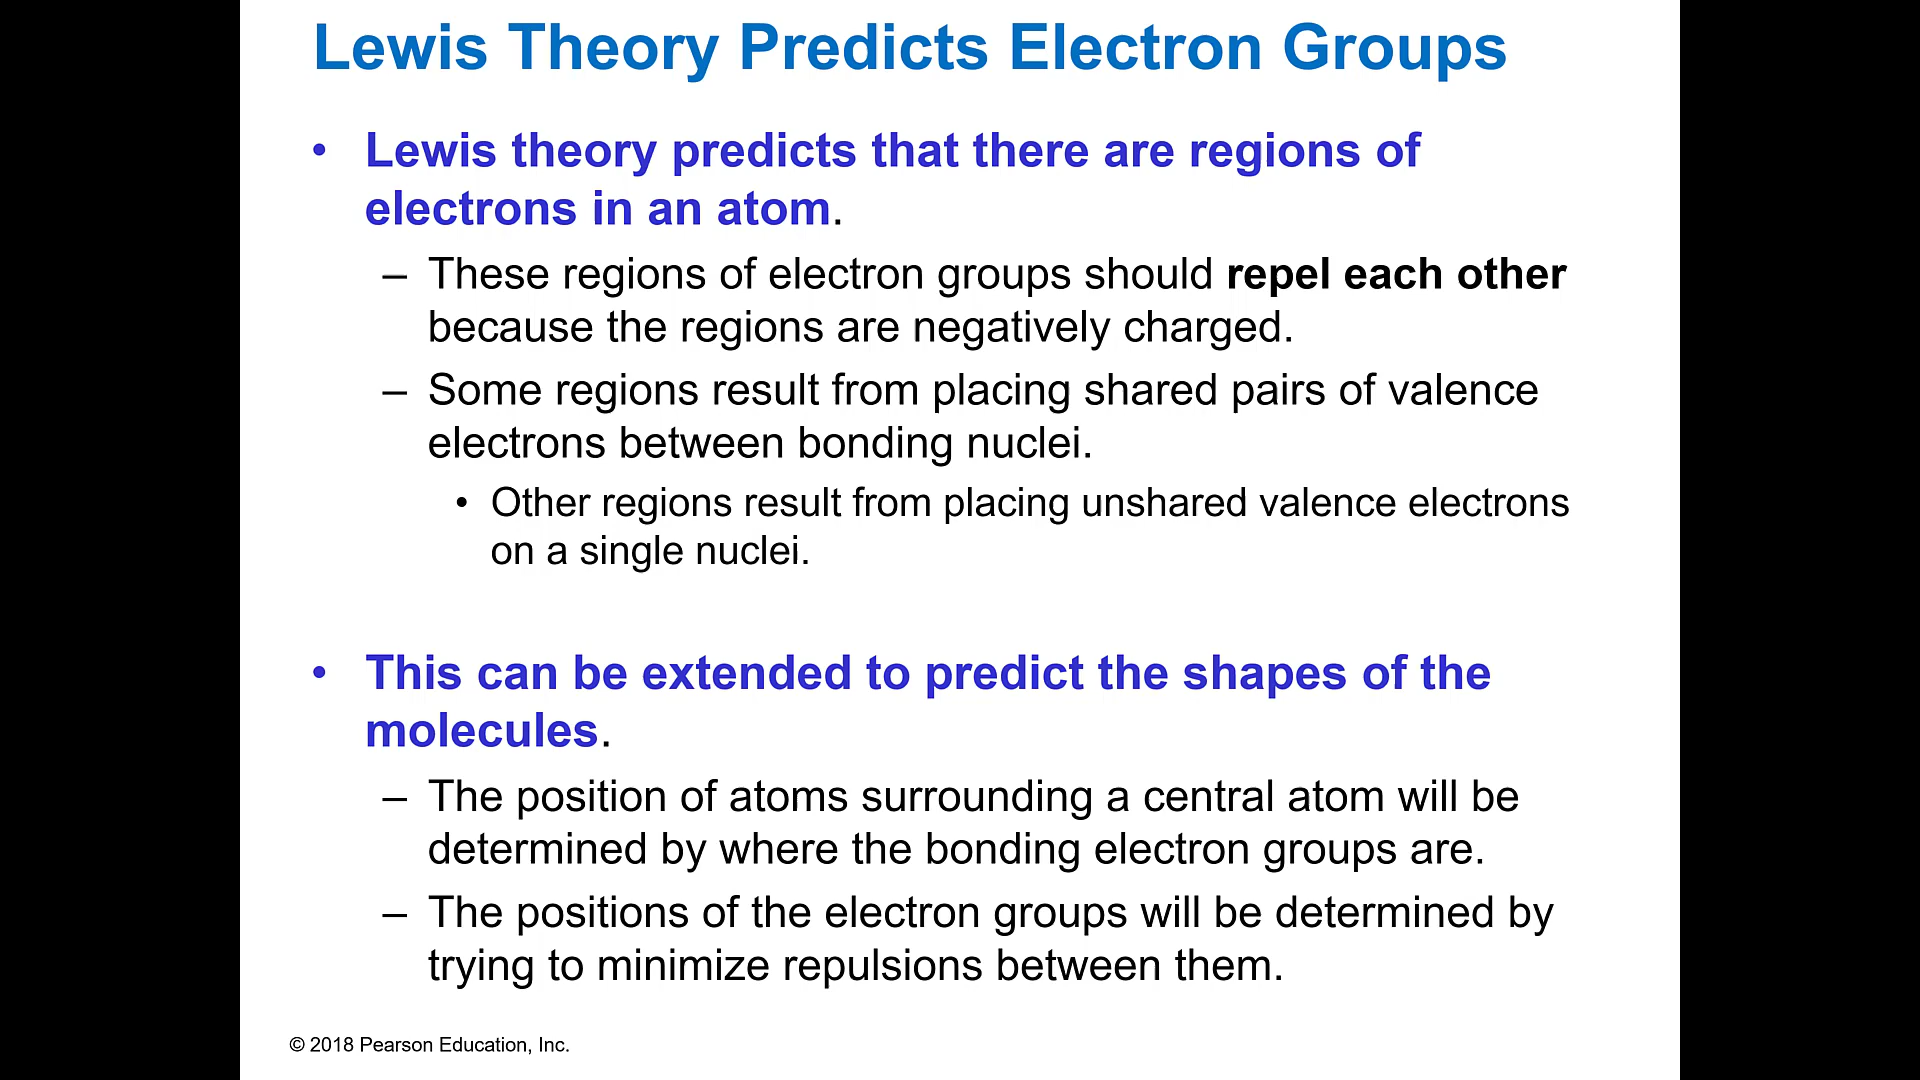 Lewis Theory Predicts Electron Groups
• Lewis theory predicts that there are regions of
electrons in an atom.
– These regions of electron groups should repel each other
because the regions are negatively charged.
– Some regions result from placing shared pairs of valence
electrons between bonding nuclei.
• Other regions result from placing unshared valence electrons
on a single nuclei.
• This can be extended to predict the shapes of the
molecules.
– The position of atoms surrounding a central atom will be
determined by where the bonding electron groups are.
– The positions of the electron groups will be determined by
trying to minimize repulsions between them.
© 2018 Pearson Education, Inc.